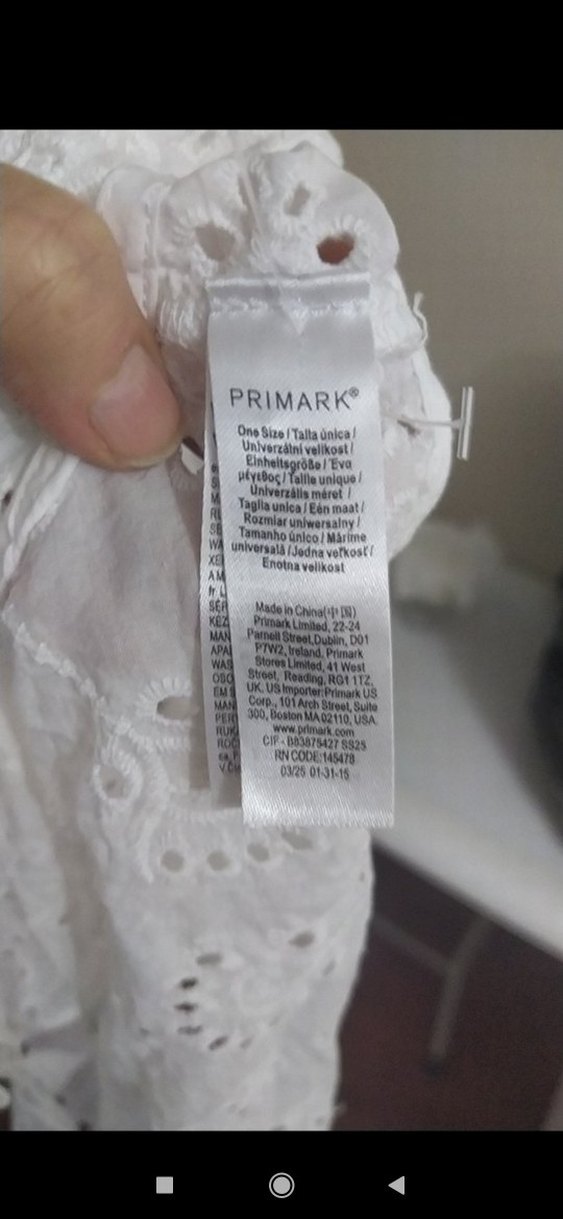 PRIMARK®
One Size / Talla única /
Univerzální velikost /
Einheitsgröße / Ένα
μέγεθος / Taille unique /
Univerzális méret /
Taglia unica / Eén maat /
Rozmiar uniwersalny /
Tamanho único / Mărime
universală / Jedna veľkosť /
Enotna velikost
Made in China(中国)
Primark Limited, 22-24
Parnell Street,Dublin, D01
P7W2, Ireland, Primark
Stores Limited, 41 West
Street, Reading, RG1 1TZ,
UK. US Importer:Primark US
Corp., 101 Arch Street, Suite
300, Boston MA 02110, USA.
www.primark.com
CIF - B83875427 SS25
RN CODE:145478
03/25 01-31-15